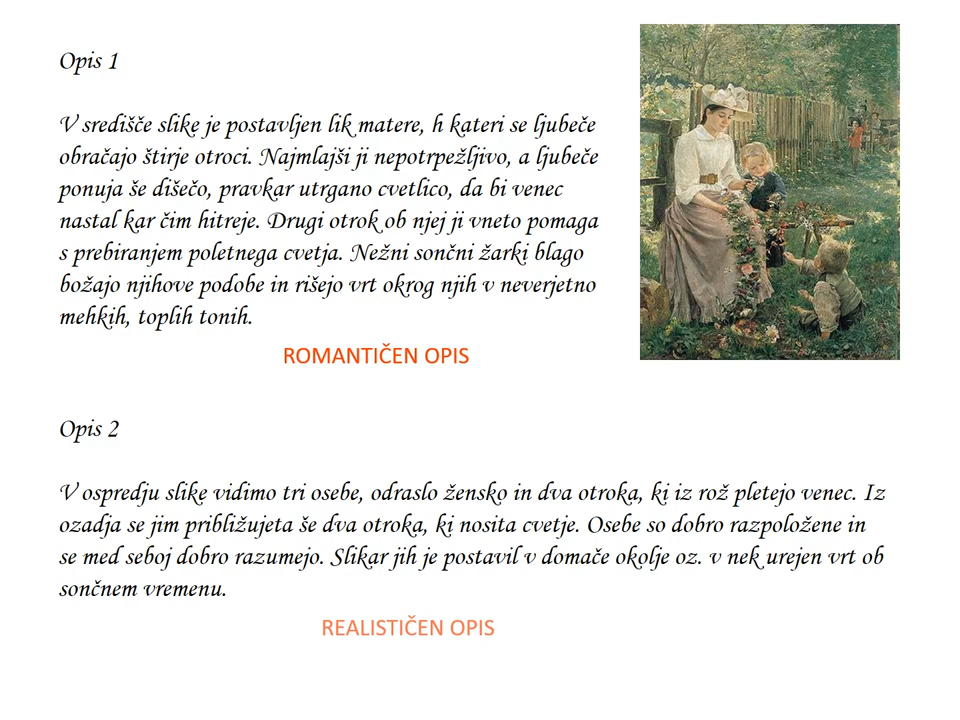 Opis 1
V središče slike je postavljen lik matere, h kateri se ljubeče
obračajo štirje otroci. Najmlajši ji nepotrpežljivo, a ljubeče
ponuja še dišečo, pravkar utrgano cvetlico, da bi venec
nastal kar čim hitreje. Drugi otrok ob njej ji vneto pomaga
s prebiranjem poletnega cvetja. Nežni sončni žarki blago
božajo njihove podobe in rišejo vrt okrog njih v neverjetno
mehkih, toplih tonih.
ROMANTIČEN OPIS
Opis 2
V ospredju slike vidimo tri osebe, odraslo žensko in dva otroka, ki iz rož pletejo venec. Iz
ozadja se jim približujeta še dva otroka, ki nosita cvetje. Osebe so dobro razpoložene in
se med seboj dobro razumejo. Slikar jih je postavil v domače okolje oz. v nek urejen vrt ob
sončnem vremenu.
REALISTIČEN OPIS